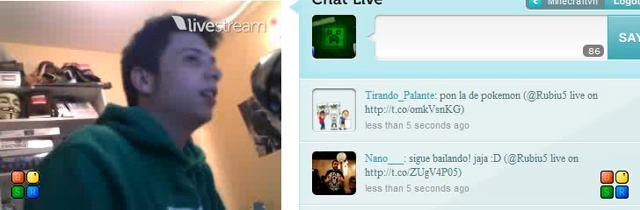 livestream
Chat Live
Minecraftvn
Logout
86
SAY
Tirando_Palante: pon la de pokemon (@Rubiu5 live on
http://t.co/omkVsnKG)
less than 5 seconds ago
Nano___: sigue bailando! jaja :D (@Rubiu5 live on
http://t.co/ZUgV4P05)
less than 5 seconds ago
B S R
B S R